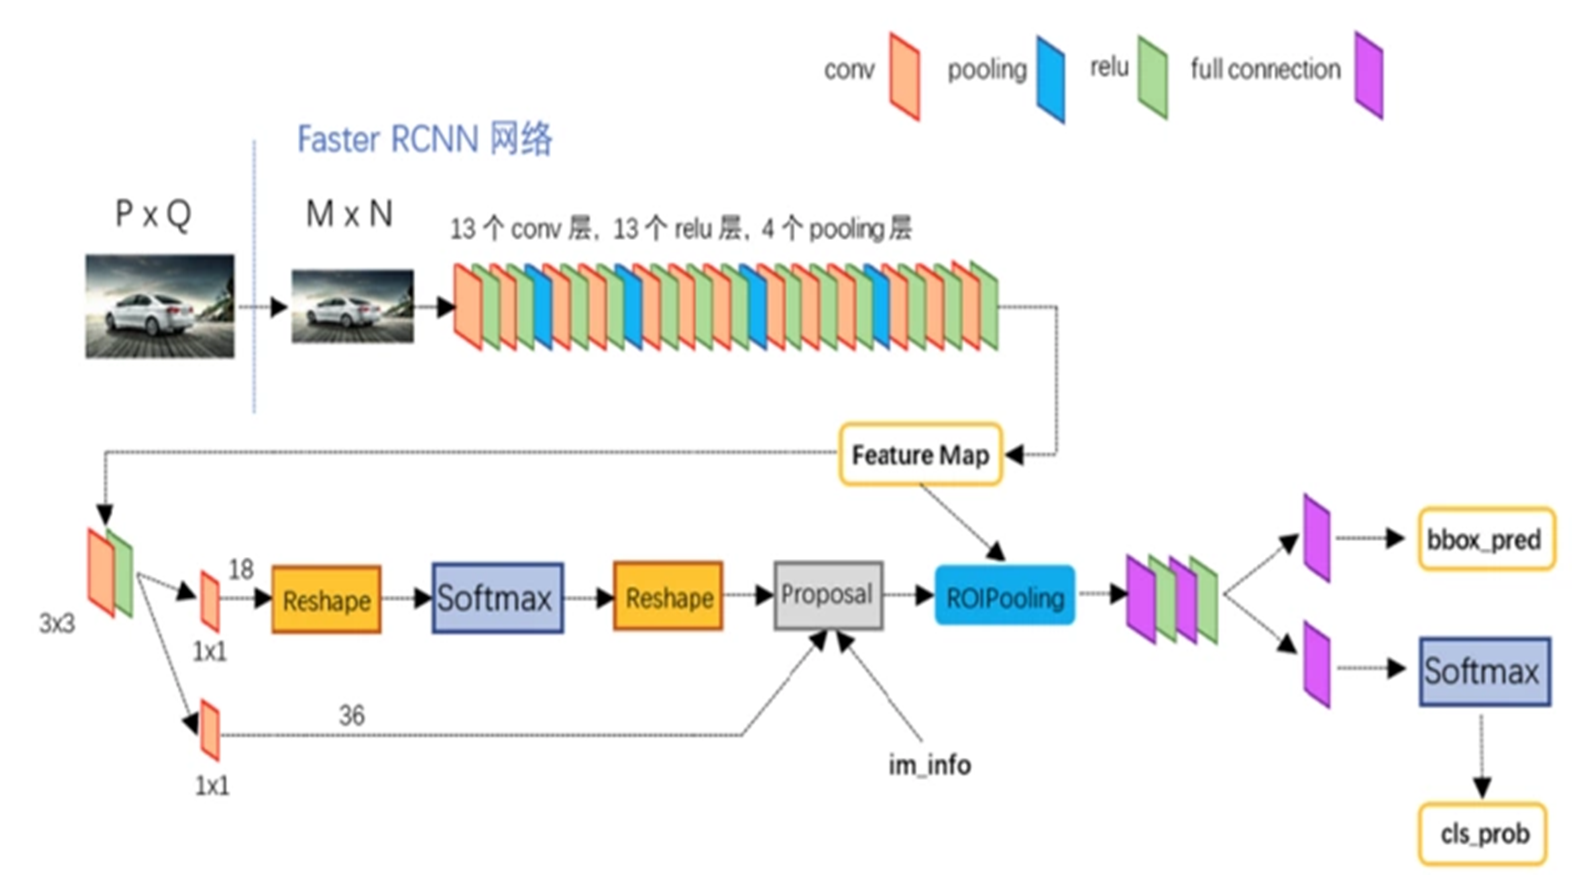 conv pooling relu full connection
Faster RCNN 网络
P x Q
M x N
13 个 conv 层, 13 个 relu 层, 4 个 pooling 层
Feature Map
3x3
18
1x1
Reshape
Softmax
Reshape
Proposal
ROIPooling
bbox_pred
Softmax
36
1x1
im_info
cls_prob